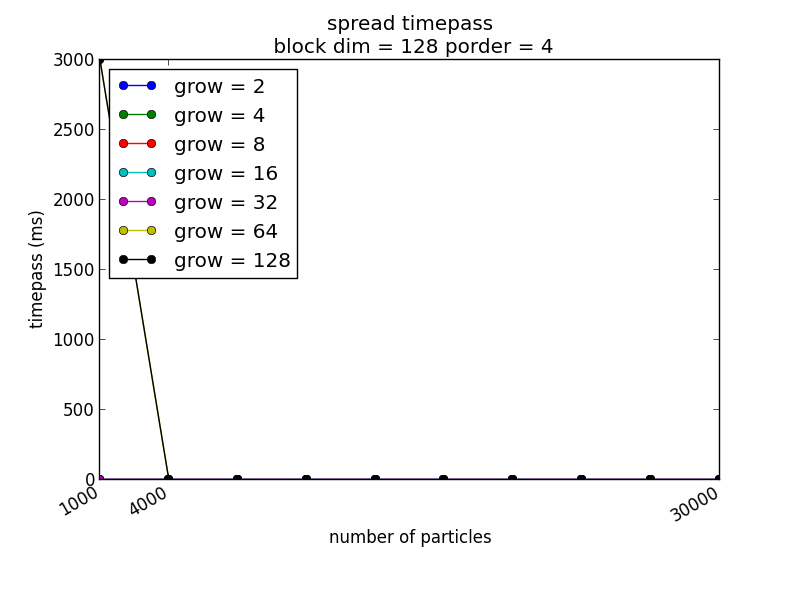 spread timepass
block dim = 128 porder = 4
3000
2500
2000
1500
1000
500
0
timepass (ms)
grow = 2
grow = 4
grow = 8
grow = 16
grow = 32
grow = 64
grow = 128
1000
4000
30000
number of particles